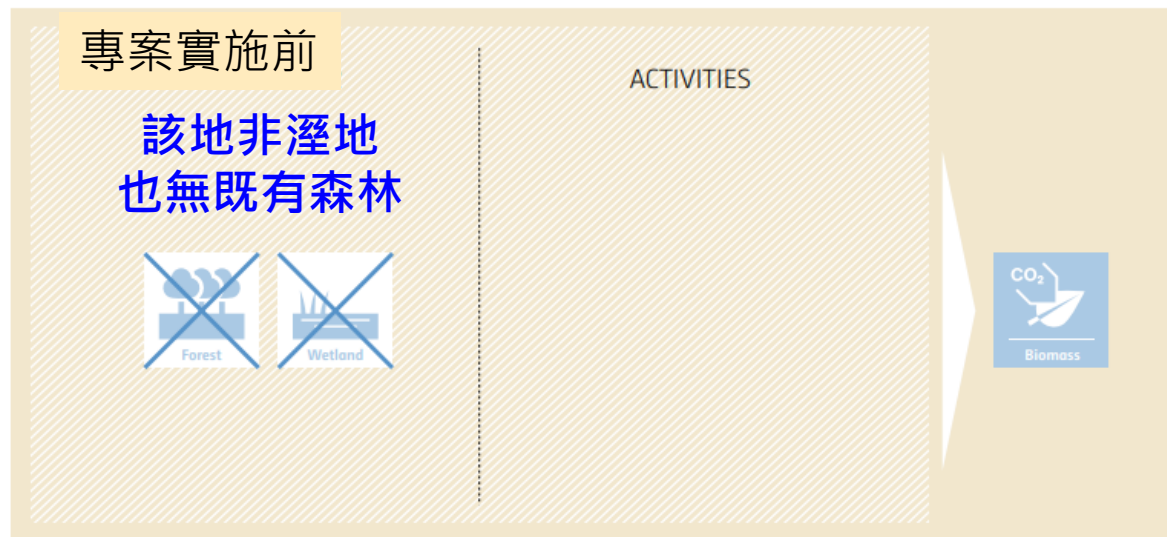 專案實施前
該地非溼地
也無既有森林
Forest
Wetland
ACTIVITIES
CO₂
Biomass